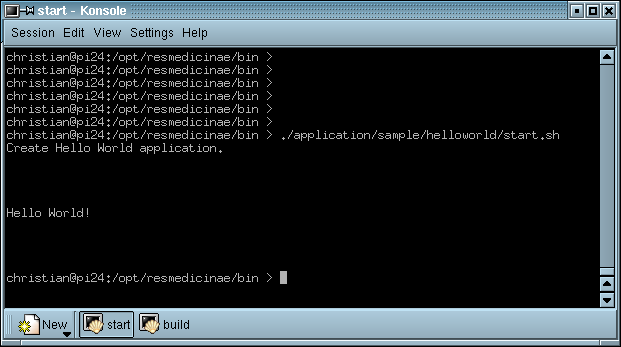 start - Konsole
Session Edit View Settings Help
christian@pi24:/opt/resmedicinae/bin >
christian@pi24:/opt/resmedicinae/bin >
christian@pi24:/opt/resmedicinae/bin >
christian@pi24:/opt/resmedicinae/bin >
christian@pi24:/opt/resmedicinae/bin >
christian@pi24:/opt/resmedicinae/bin >
christian@pi24:/opt/resmedicinae/bin > ./application/sample/helloworld/start.sh
Create Hello World application.
Hello World!
christian@pi24:/opt/resmedicinae/bin >
New start build